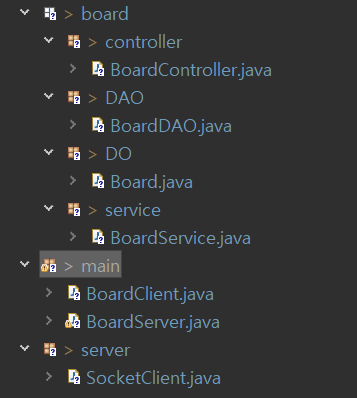 > board
> controller
> BoardController.java
> DAO
> BoardDAO.java
> DO
> Board.java
> service
> BoardService.java
> main
> BoardClient.java
> BoardServer.java
> server
> SocketClient.java